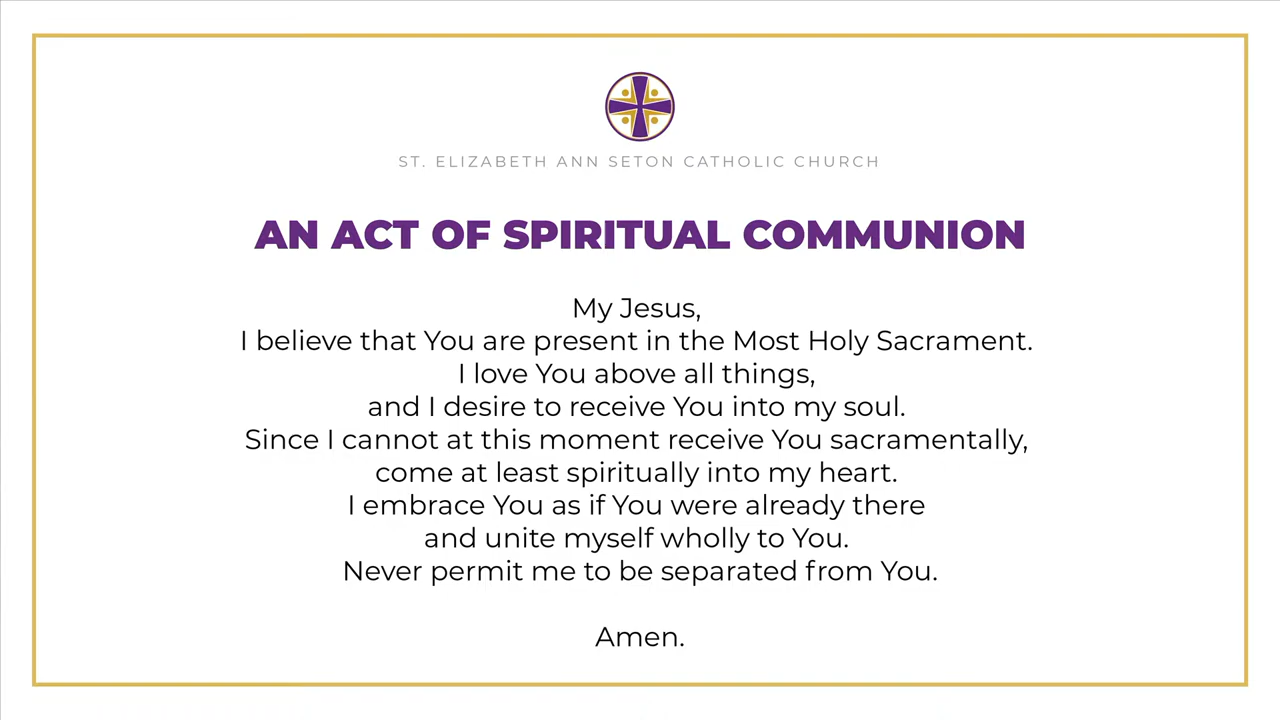 ST. ELIZABETH ANN SETON CATHOLIC CHURCH
AN ACT OF SPIRITUAL COMMUNION
My Jesus,
I believe that You are present in the Most Holy Sacrament.
I love You above all things,
and I desire to receive You into my soul.
Since I cannot at this moment receive You sacramentally,
come at least spiritually into my heart.
I embrace You as if You were already there
and unite myself wholly to You.
Never permit me to be separated from You.
Amen.